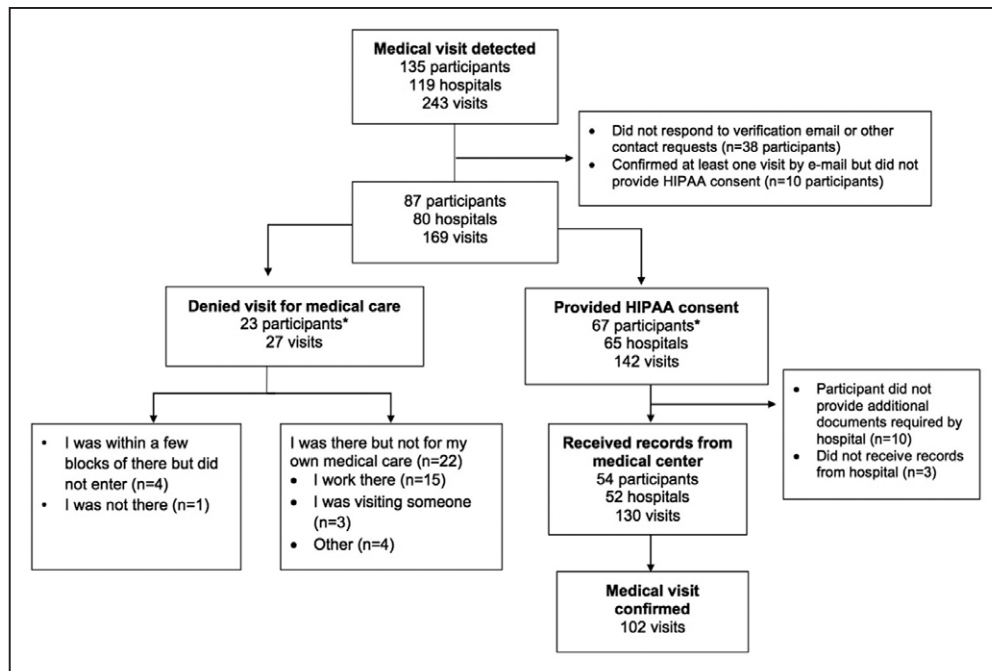 Medical visit detected
135 participants
119 hospitals
243 visits
• Did not respond to verification email or other
contact requests (n=38 participants)
• Confirmed at least one visit by e-mail but did not
provide HIPAA consent (n=10 participants)
87 participants
80 hospitals
169 visits
Denied visit for medical care
23 participants*
27 visits
Provided HIPAA consent
67 participants*
65 hospitals
142 visits
• Participant did not
provide additional
documents required by
hospital (n=10)
• Did not receive records
from hospital (n=3)
• I was within a few
blocks of there but did
not enter (n=4)
• I was not there (n=1)
I was there but not for my
own medical care (n=22)
• I work there (n=15)
• I was visiting someone
(n=3)
• Other (n=4)
Received records from
medical center
54 participants
52 hospitals
130 visits
Medical visit
confirmed
102 visits